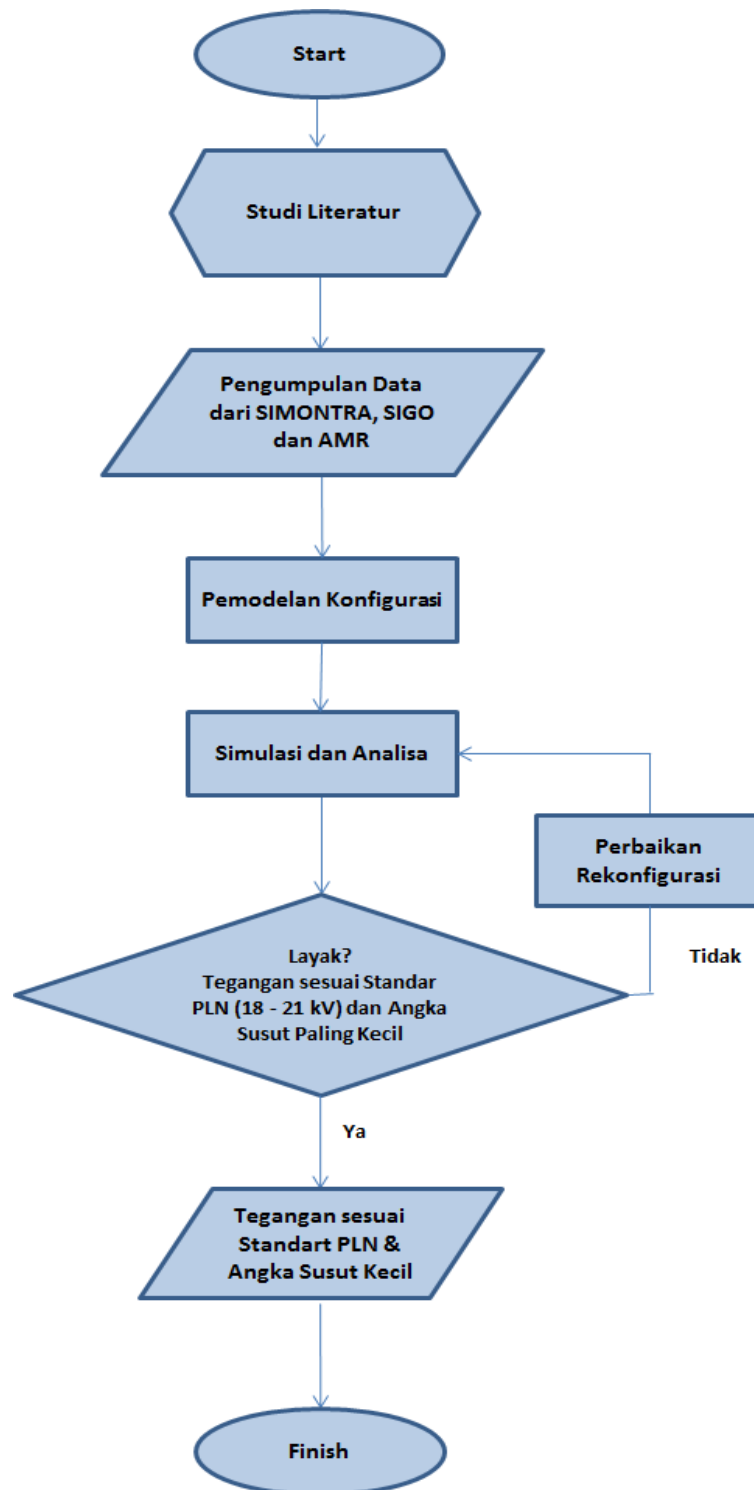 Start
Studi Literatur
Pengumpulan Data
dari SIMONTRA, SIGO
dan AMR
Pemodelan Konfigurasi
Simulasi dan Analisa
Perbaikan
Rekonfigurasi
Tidak
Layak?
Tegangan sesuai Standar
PLN (18 - 21 kV) dan Angka
Susut Paling Kecil
Ya
Tegangan sesuai
Standart PLN &
Angka Susut Kecil
Finish